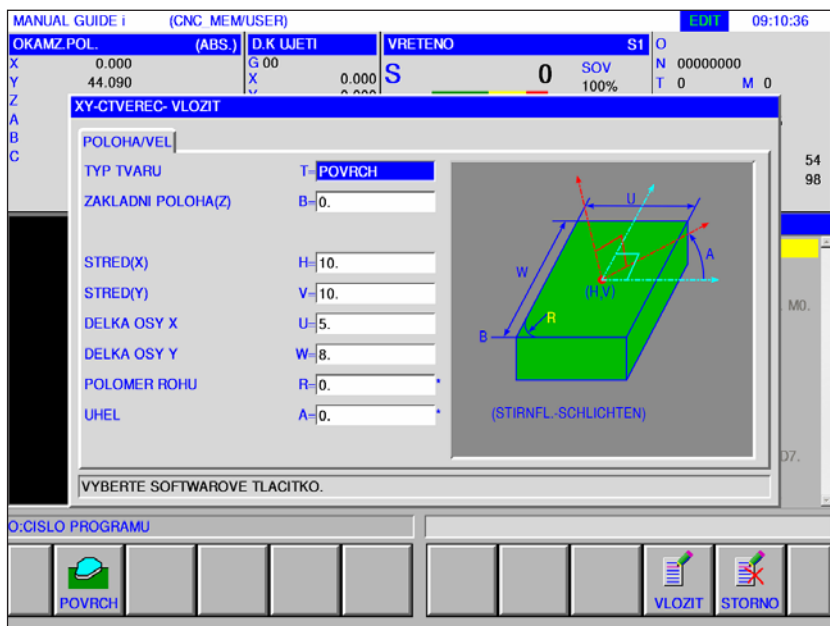 MANUAL GUIDE i (CNC_MEM/USER) EDIT 09:10:36
OKAMZ.POL. (ABS.) D.K UJETI VRETENO S1 O
X 0.000 G 00 N 00000000
Y 44.090 X 0.000 S 0 SOV 100% T 0 M 0
Z
A
B
C 54
98
XY-CTVEREC- VLOZIT
POLOHA/VEL
TYP TVARU T=POVRCH
ZAKLADNI POLOHA(Z) B=0.
STRED(X) H=10.
STRED(Y) V=10.
DELKA OSY X U=5.
DELKA OSY Y W=8.
POLOMER ROHU R=0. *
UHEL A=0. *
U
W
A
(H,V)
R
B
(STIRNFL.-SCHLICHTEN)
M0.
D7.
VYBERTE SOFTWAROVE TLACITKO.
O:CISLO PROGRAMU
POVRCH VLOZIT STORNO